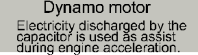 Dynamo motor
Electricity discharged by the
capacitor is used as assist
during engine acceleration.